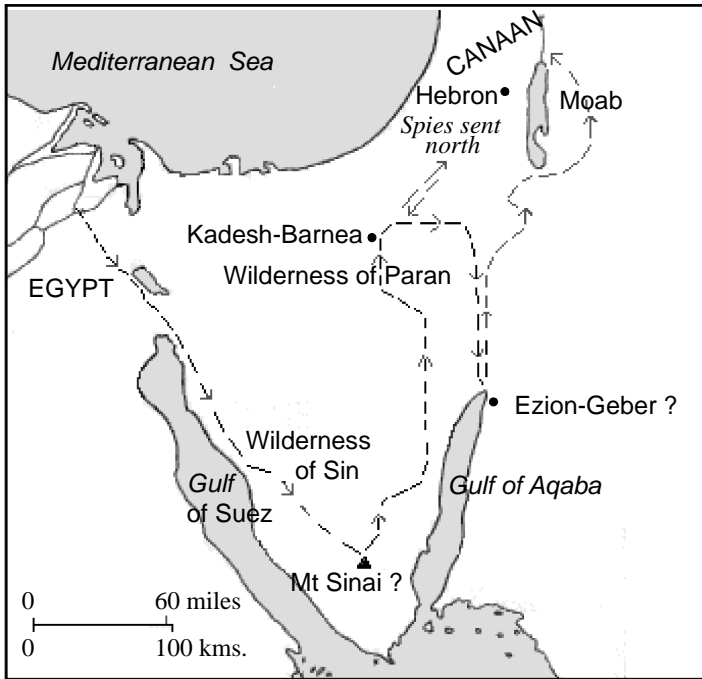 Mediterranean Sea
CANAAN
Hebron
Moab
Spies sent
north
Kadesh-Barnea
Wilderness of Paran
EGYPT
Ezion-Geber ?
Wilderness
of Sin
Gulf
of Suez
Gulf of Aqaba
Mt Sinai ?
0 60 miles
0 100 kms.